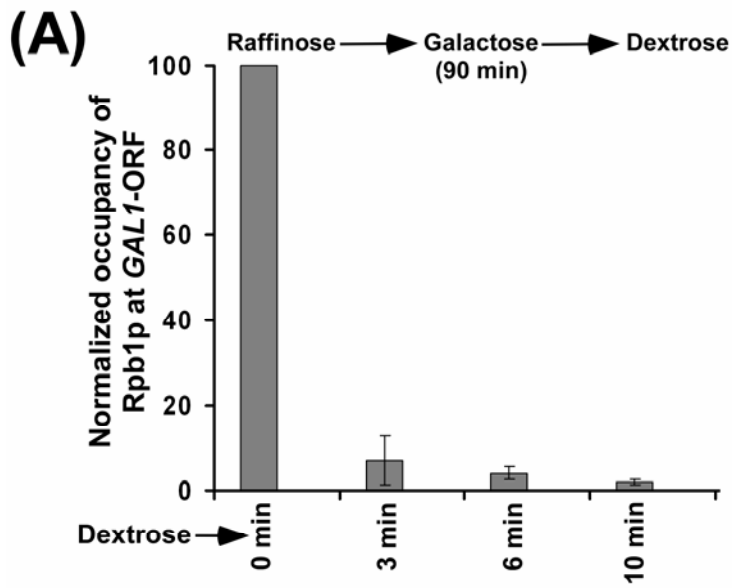 (A)
Raffinose Galactose Dextrose
(90 min)
Normalized occupancy of
Rpb1p at GAL1-ORF
100
80
60
40
20
0
Dextrose
0 min
3 min
6 min
10 min